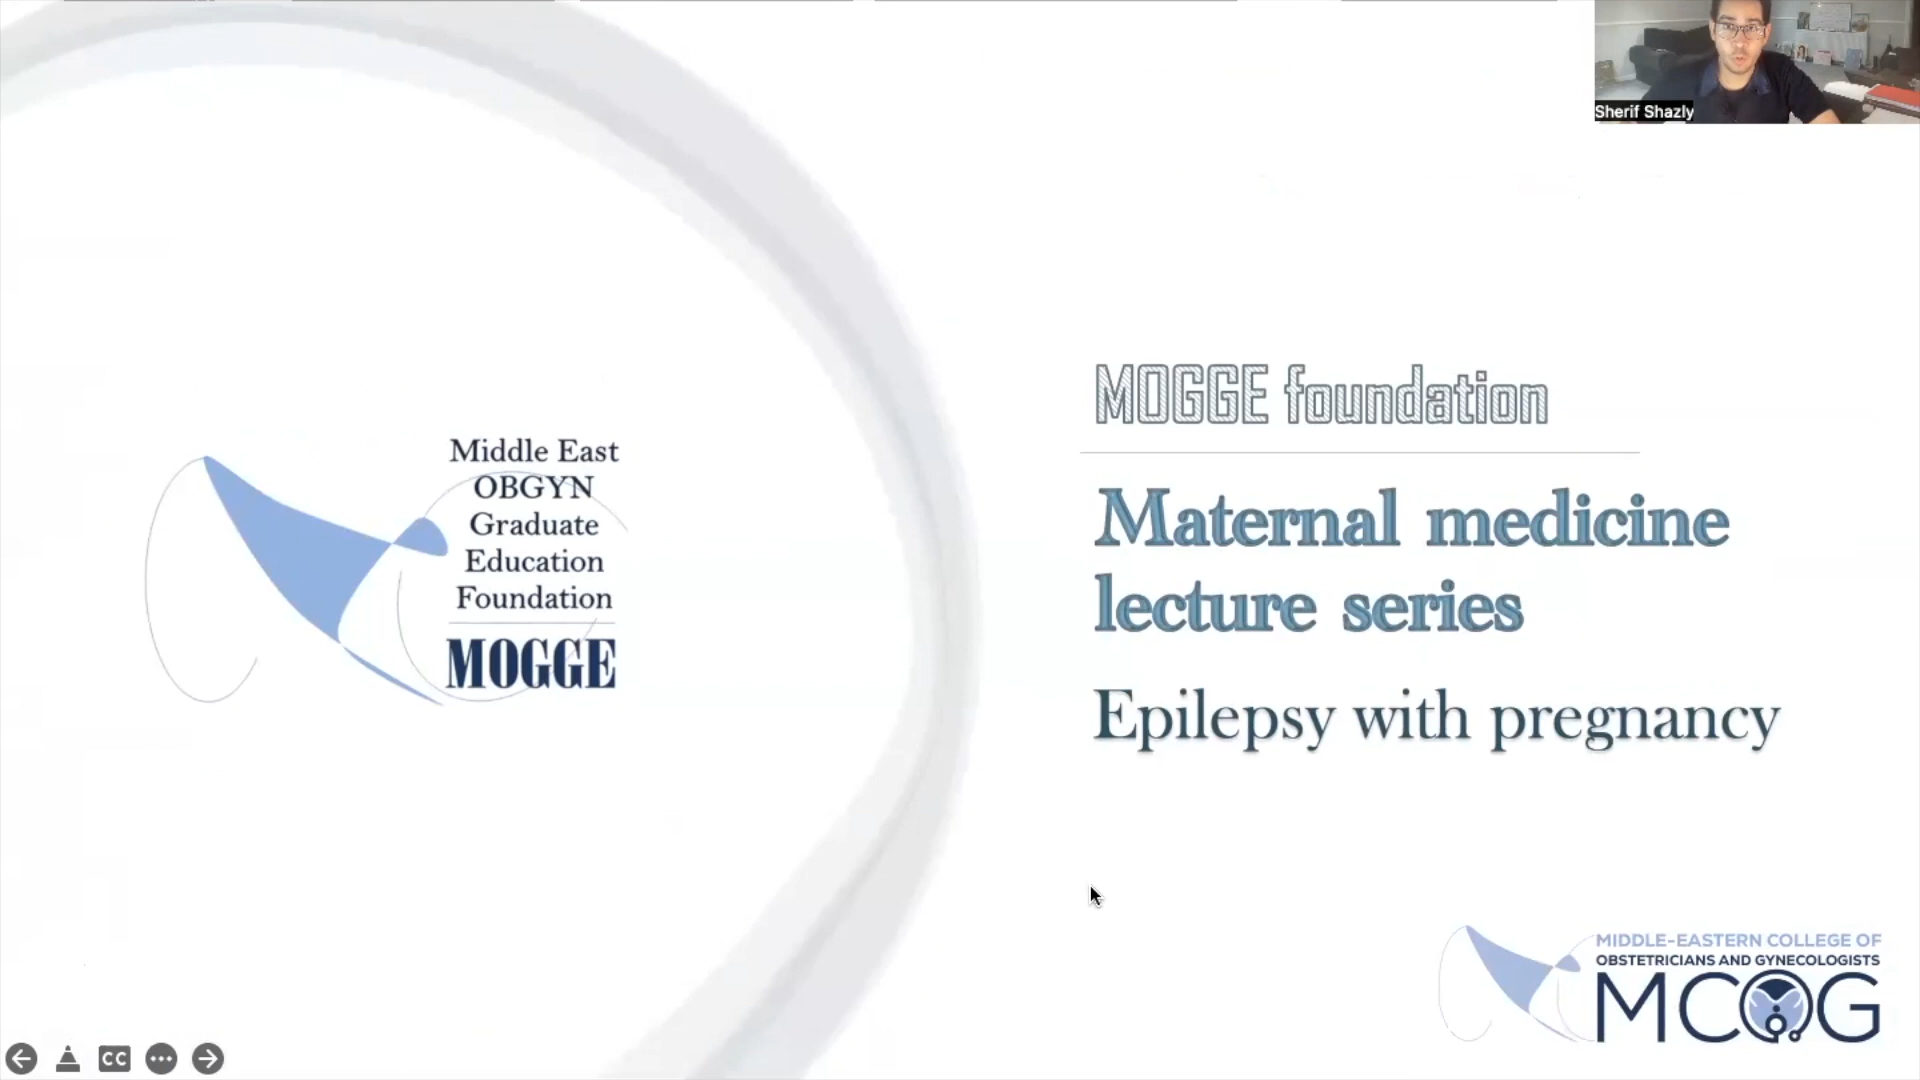 Sherif Shazly
Middle East
OBGYN
Graduate
Education
Foundation
MOGGE
MOGGE foundation
Maternal medicine
lecture series
Epilepsy with pregnancy
MIDDLE-EASTERN COLLEGE OF
OBSTETRICIANS AND GYNECOLOGISTS
MCOG
CC